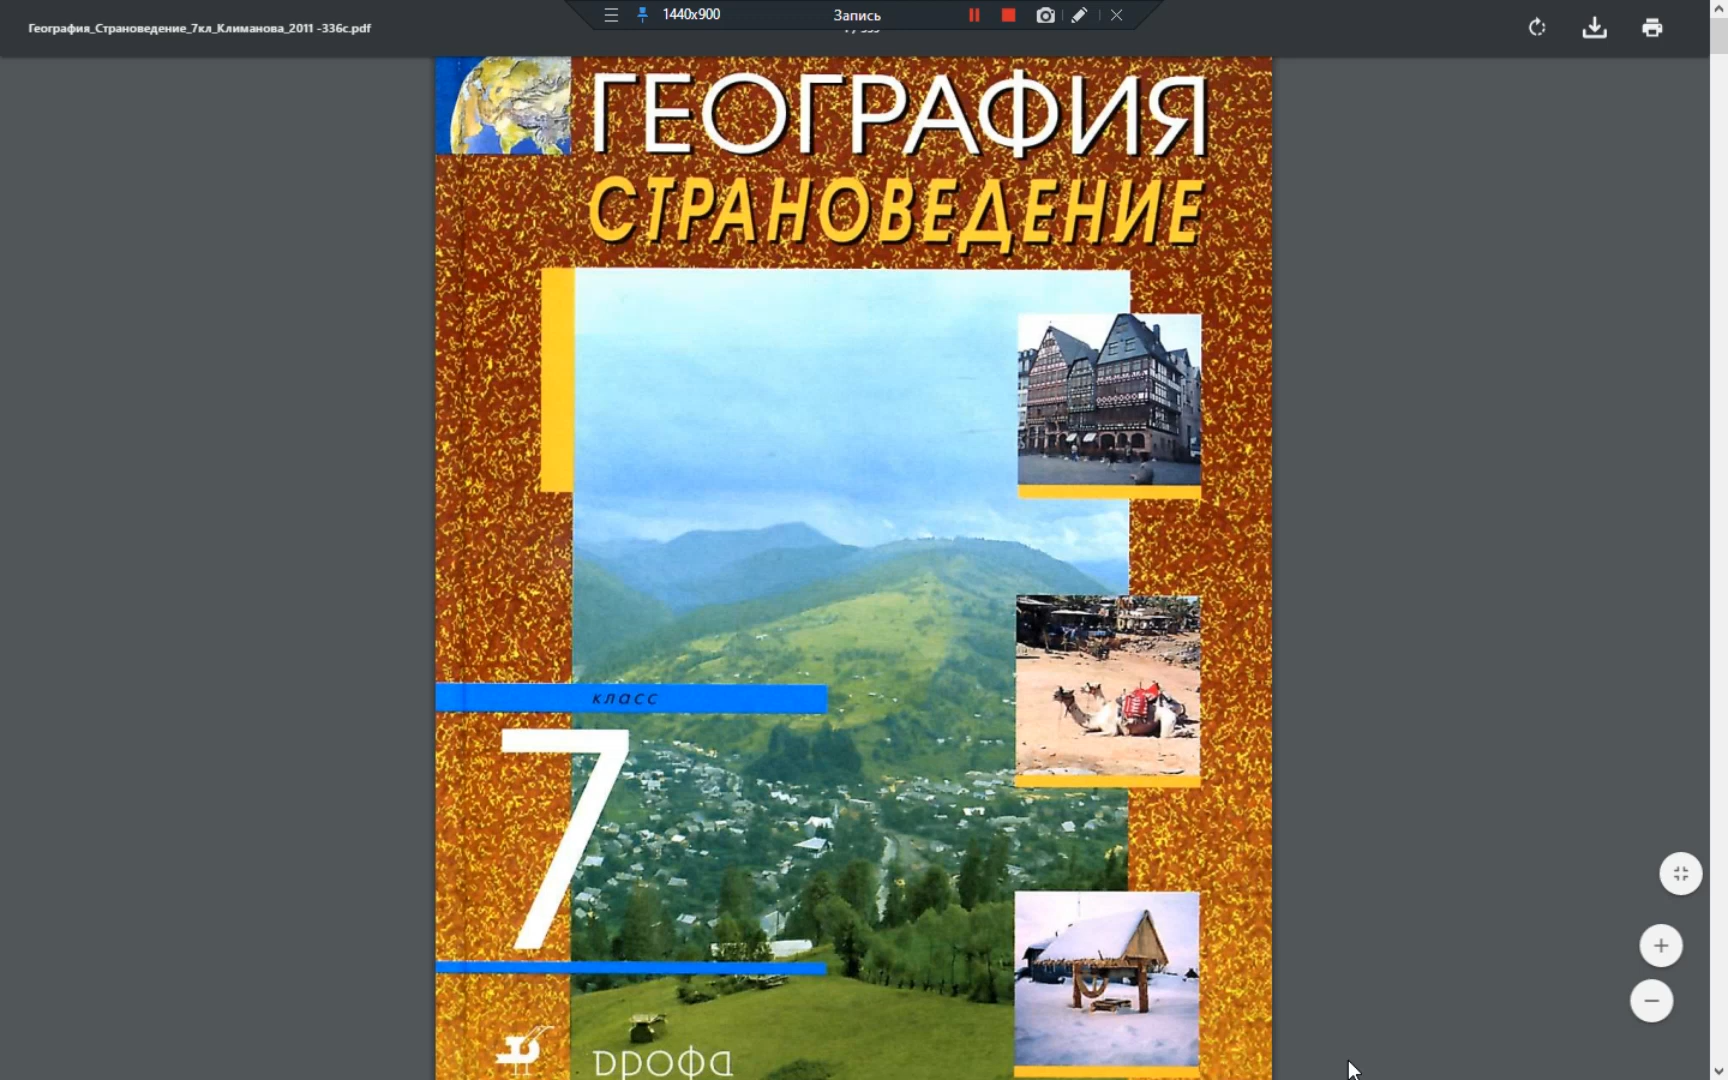 1440x900
Запись
География_Страноведение_7кл_Климанова_2011 -336с.pdf
ГЕОГРАФИЯ
СТРАНОВЕДЕНИЕ
класс
7
дрофа